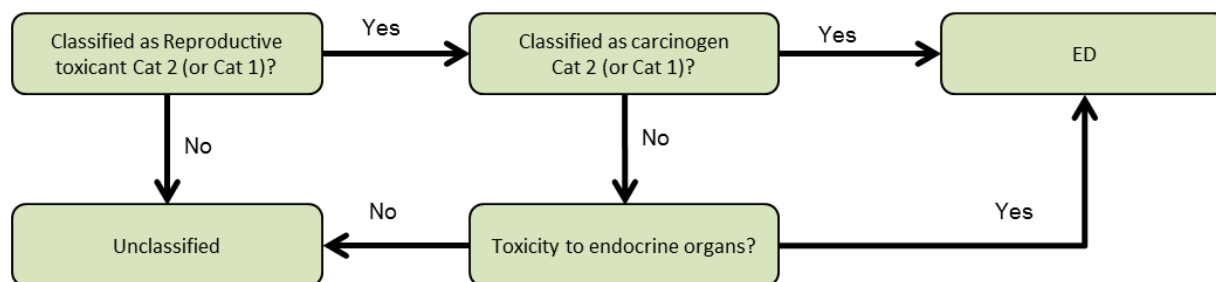 Classified as Reproductive
toxicant Cat 2 (or Cat 1)?
Yes
Classified as carcinogen
Cat 2 (or Cat 1)?
Yes
ED
No
No
Unclassified
No
Toxicity to endocrine organs?
Yes